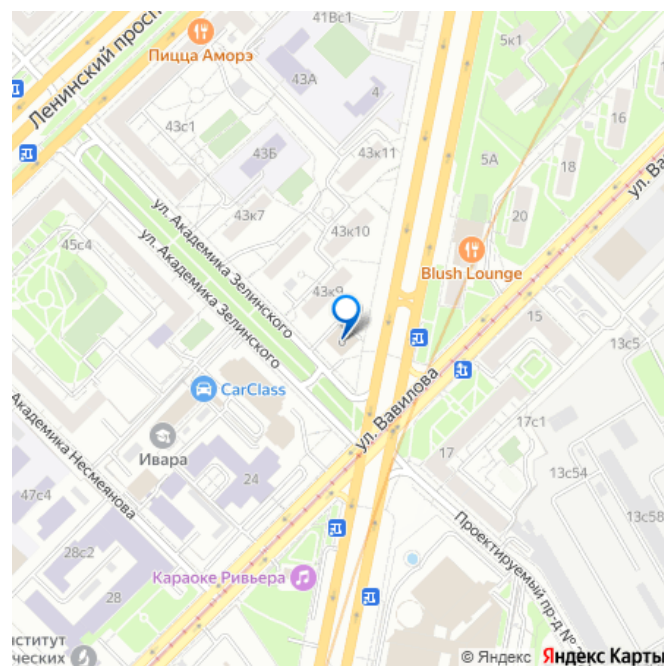 41Вс1
Пицца Аморэ
5к1
Ленинский просп
43А
4
16
43с1
43Б
43к11
5А
18
ул. Ва
43к7
20
43к10
ул. Академика Зелинского
ул. Академика Зелинского
45с4
Blush Lounge
43к9
15
13с5
CarClass
ул. Вавилова
17с1
Академика Несмеянова
Ивара
17
24
13с54
47с4
13с58
Проектируемый пр-д №
28с2
Караоке Ривьера
28
нститут
ческих
© Яндекс Яндекс Карты